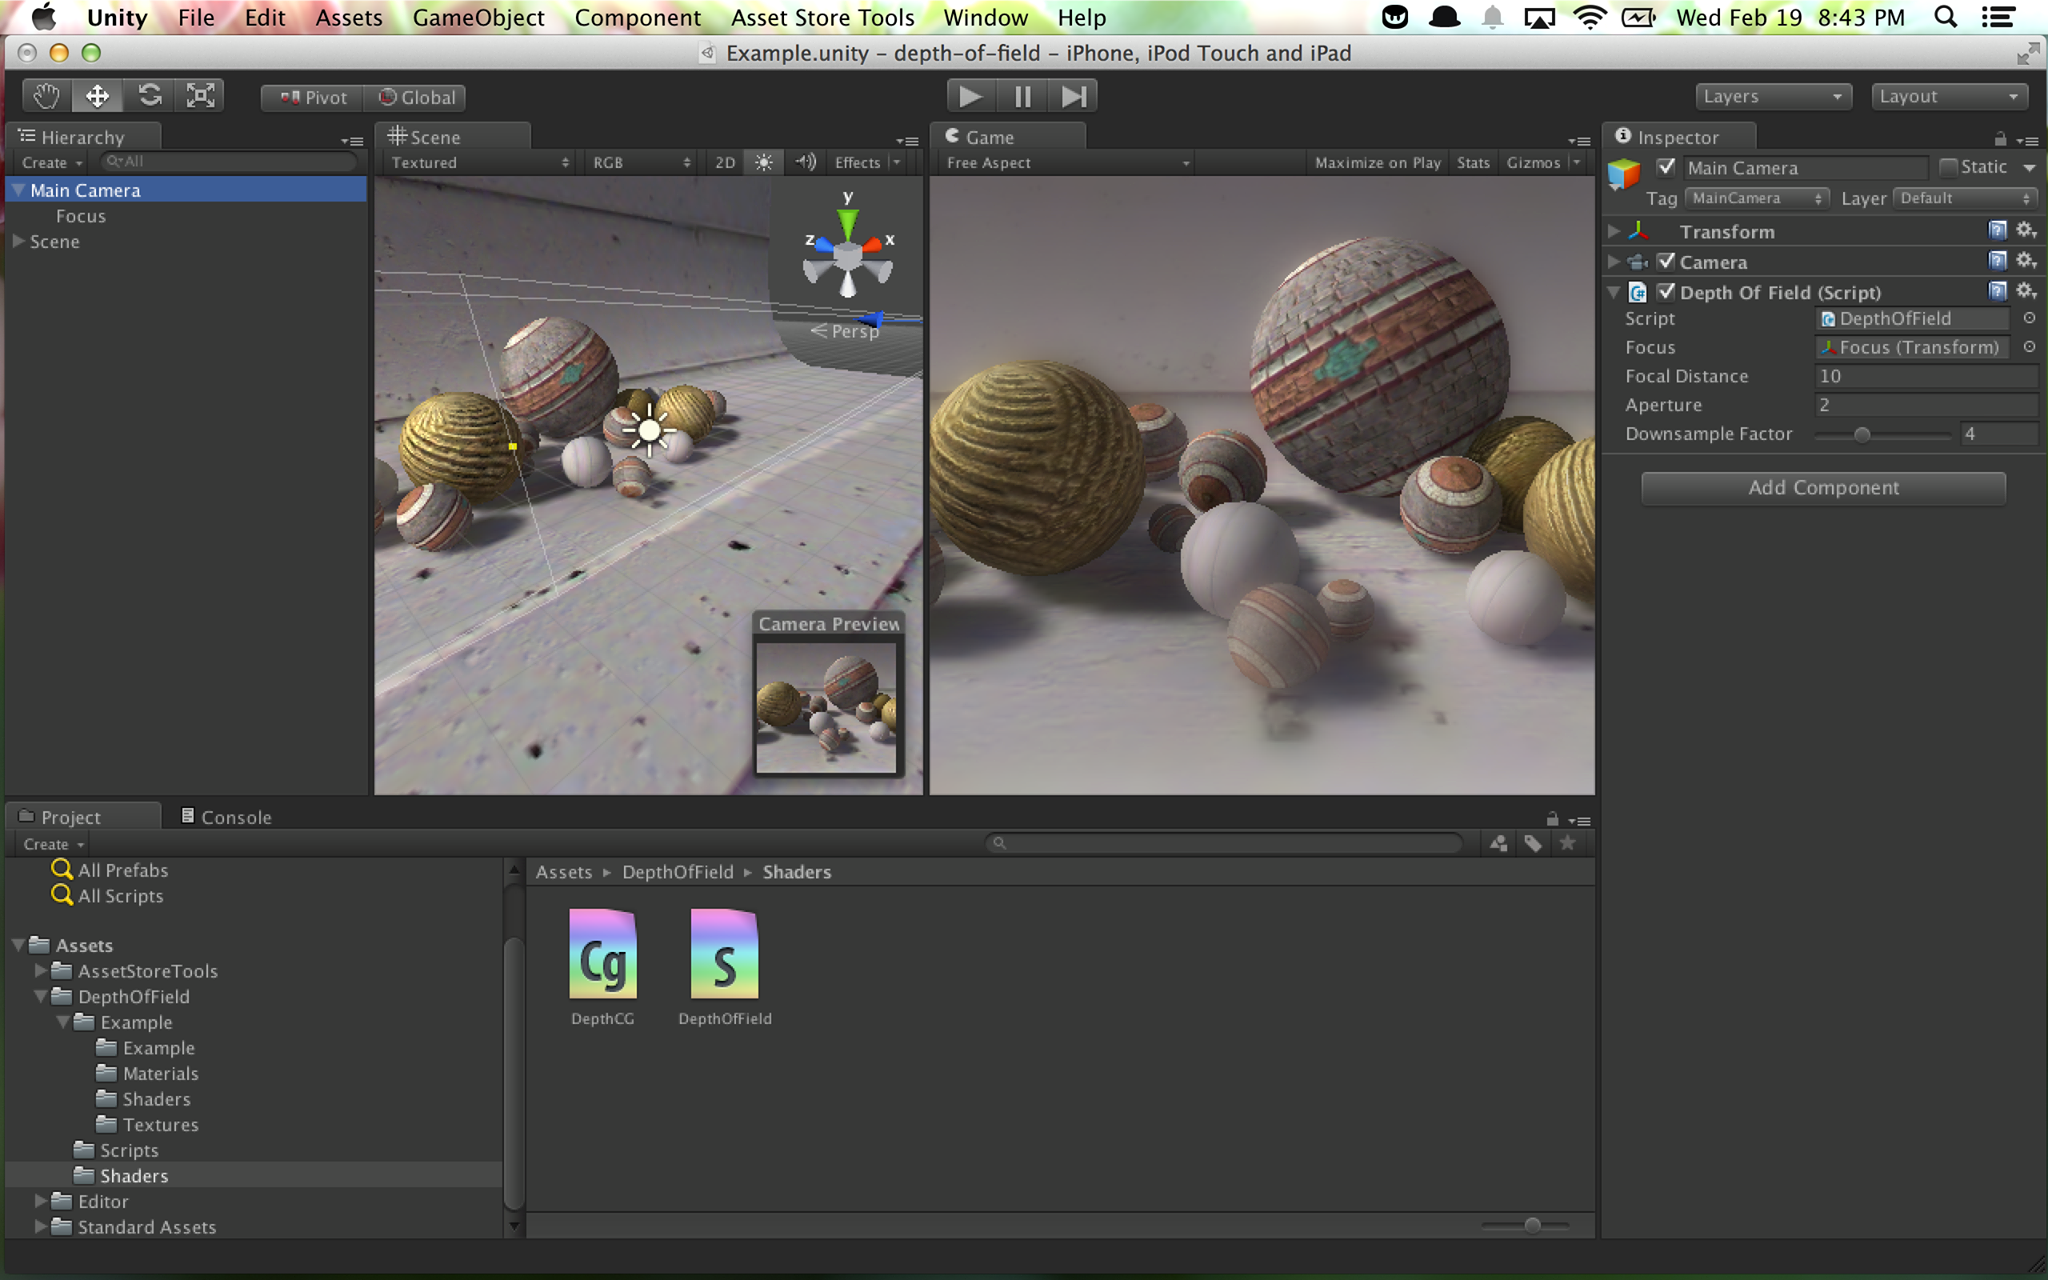 Unity File Edit Assets GameObject Component Asset Store Tools Window Help Wed Feb 19 8:43 PM
Example.unity – depth-of-field – iPhone, iPod Touch and iPad
Pivot Global Layers Layout
Hierarchy
Create All
Main Camera
Focus
Scene
Scene
Textured RGB 2D Effects
y
z x
Persp
Camera Preview
Game
Free Aspect Maximize on Play Stats Gizmos
Inspector
Main Camera Static
Tag MainCamera Layer Default
Transform
Camera
Depth Of Field (Script)
Script DepthOfField
Focus Focus (Transform)
Focal Distance 10
Aperture 2
Downsample Factor 4
Add Component
Project Console
Create
All Prefabs
All Scripts
Assets
AssetStoreTools
DepthOfField
Example
Example
Materials
Shaders
Textures
Scripts
Shaders
Editor
Standard Assets
Assets ▸ DepthOfField ▸ Shaders
Cg S
DepthCG DepthOfField